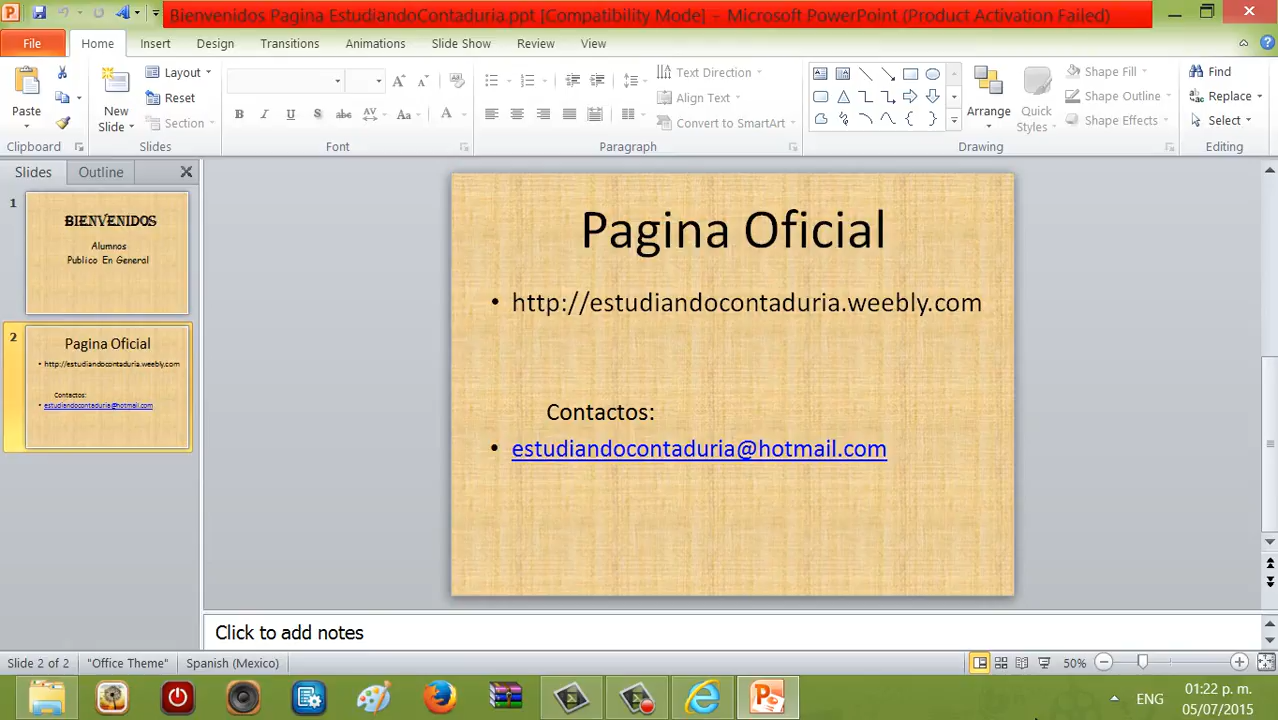 Bienvenidos Pagina EstudiandoContaduria.ppt [Compatibility Mode] - Microsoft PowerPoint (Product Activation Failed)
File Home Insert Design Transitions Animations Slide Show Review View
Paste
New Slide
Layout
Reset
Section
Text Direction
Align Text
Convert to SmartArt
Arrange
Quick Styles
Shape Fill
Shape Outline
Shape Effects
Find
Replace
Select
Clipboard Slides Font Paragraph Drawing Editing
Slides Outline
1
BIENVENIDOS
Alumnos
Publico En General
2
Pagina Oficial
• http://estudiandocontaduria.weebly.com
Contactos:
• estudiandocontaduria@hotmail.com
Pagina Oficial
• http://estudiandocontaduria.weebly.com
Contactos:
• estudiandocontaduria@hotmail.com
Click to add notes
Slide 2 of 2 "Office Theme" Spanish (Mexico) 50%
ENG
01:22 p. m.
05/07/2015